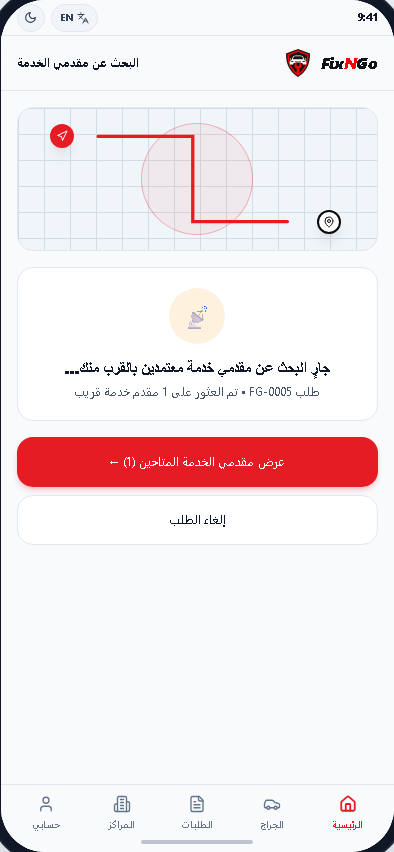 9:41
EN
FixNGo
البحث عن مقدمي الخدمة
جارٍ البحث عن مقدمي خدمة معتمدين بالقرب منك...
طلب FG-0005 • تم العثور على 1 مقدم خدمة قريب
عرض مقدمي الخدمة المتاحين (1) ←
إلغاء الطلب
الرئيسية
الجراج
الطلبات
المراكز
حسابي